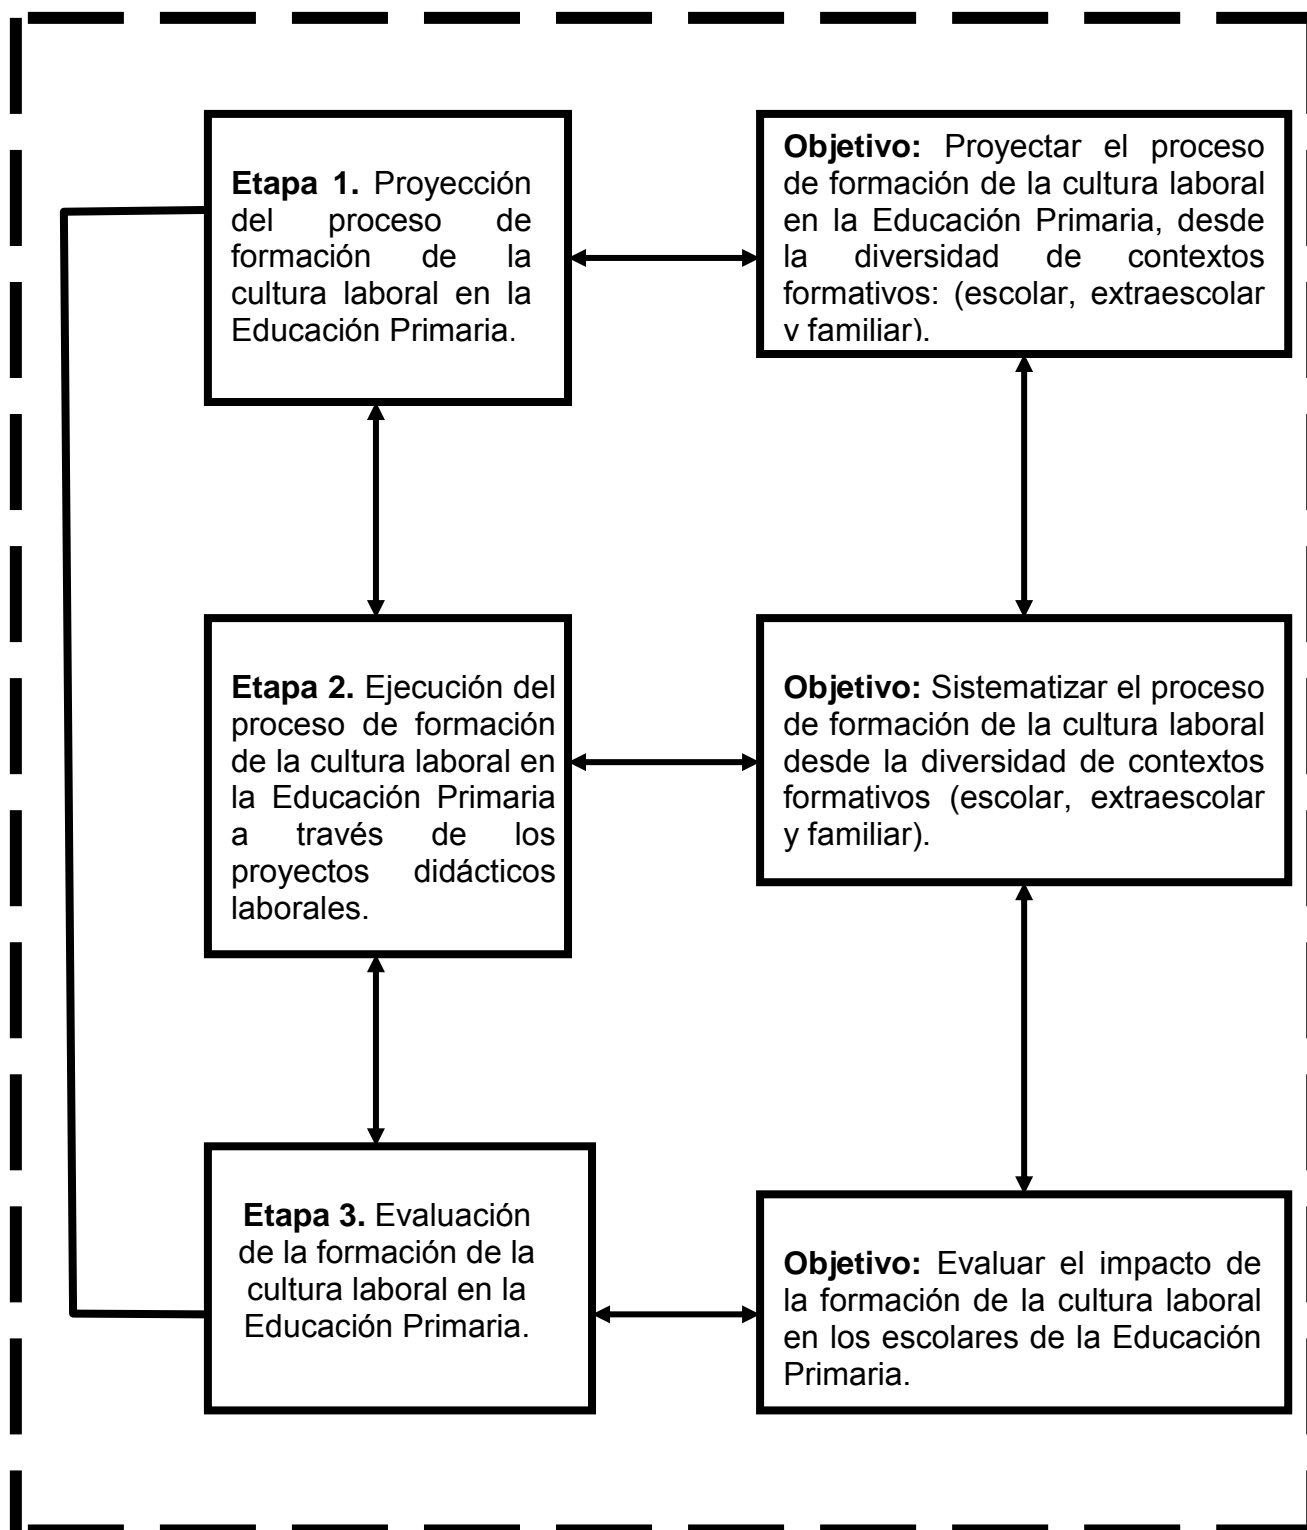 Etapa 1. Proyección
del proceso de
formación de la
cultura laboral en la
Educación Primaria.
Objetivo: Proyectar el proceso
de formación de la cultura laboral
en la Educación Primaria, desde
la diversidad de contextos
formativos: (escolar, extraescolar
y familiar).
Etapa 2. Ejecución del
proceso de formación
de la cultura laboral en
la Educación Primaria
a través de los
proyectos didácticos
laborales.
Objetivo: Sistematizar el proceso
de formación de la cultura laboral
desde la diversidad de contextos
formativos (escolar, extraescolar
y familiar).
Etapa 3. Evaluación
de la formación de la
cultura laboral en la
Educación Primaria.
Objetivo: Evaluar el impacto de
la formación de la cultura laboral
en los escolares de la Educación
Primaria.